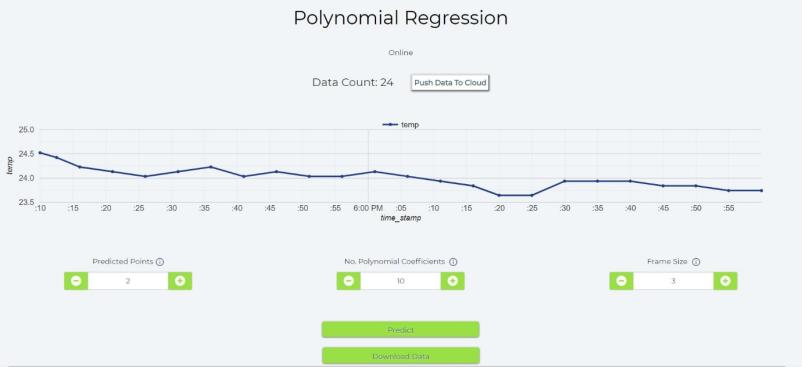 Polynomial Regression
Online
Data Count: 24 Push Data To Cloud
temp
25.0
24.5
24.0
23.5
temp
:10 :15 :20 :25 :30 :35 :40 :45 :50 :55 6:00 PM :05 :10 :15 :20 :25 :30 :35 :40 :45 :50 :55
time_stamp
Predicted Points No. Polynomial Coefficients Frame Size
2 10 3
Predict
Download Data